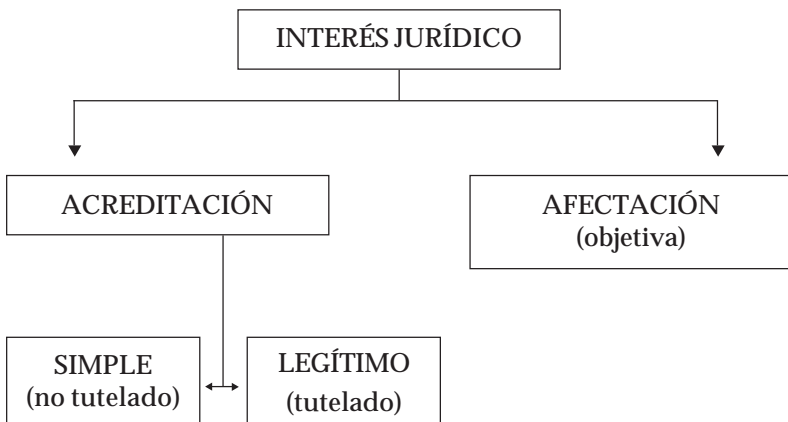 INTERÉS JURÍDICO
ACREDITACIÓN
AFECTACIÓN
(objetiva)
SIMPLE
(no tutelado)
LEGÍTIMO
(tutelado)